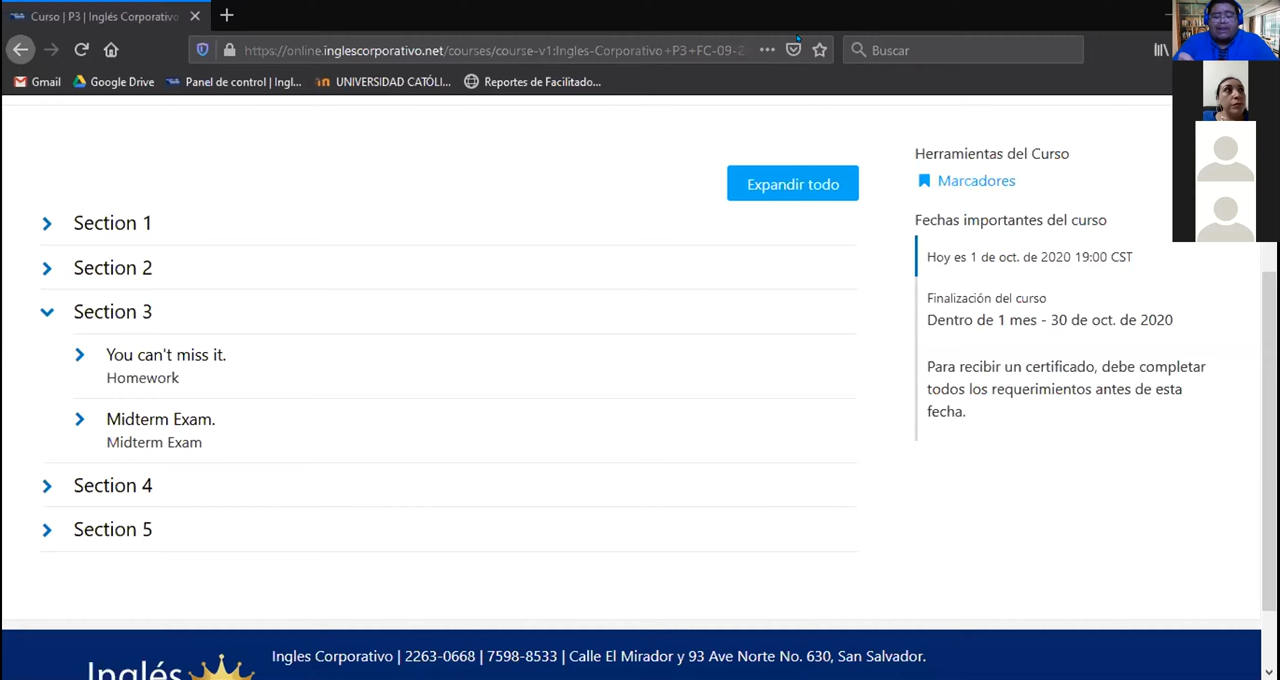 Curso | P3 | Inglés Corporativo
https://online.inglescorporativo.net/courses/course-v1:Ingles-Corporativo+P3+FC-09-2
Buscar
Gmail
Google Drive
Panel de control | Ingl...
UNIVERSIDAD CATÓLI...
Reportes de Facilitado...
Expandir todo
Section 1
Section 2
Section 3
You can't miss it.
Homework
Midterm Exam.
Midterm Exam
Section 4
Section 5
Herramientas del Curso
Marcadores
Fechas importantes del curso
Hoy es 1 de oct. de 2020 19:00 CST
Finalización del curso
Dentro de 1 mes - 30 de oct. de 2020
Para recibir un certificado, debe completar
todos los requerimientos antes de esta
fecha.
Inglés
Ingles Corporativo | 2263-0668 | 7598-8533 | Calle El Mirador y 93 Ave Norte No. 630, San Salvador.